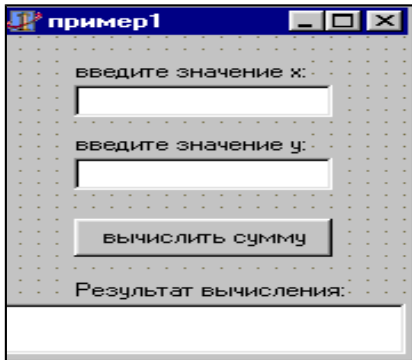 пример1
введите значение x:
введите значение y:
вычислить сумму
Результат вычисления: